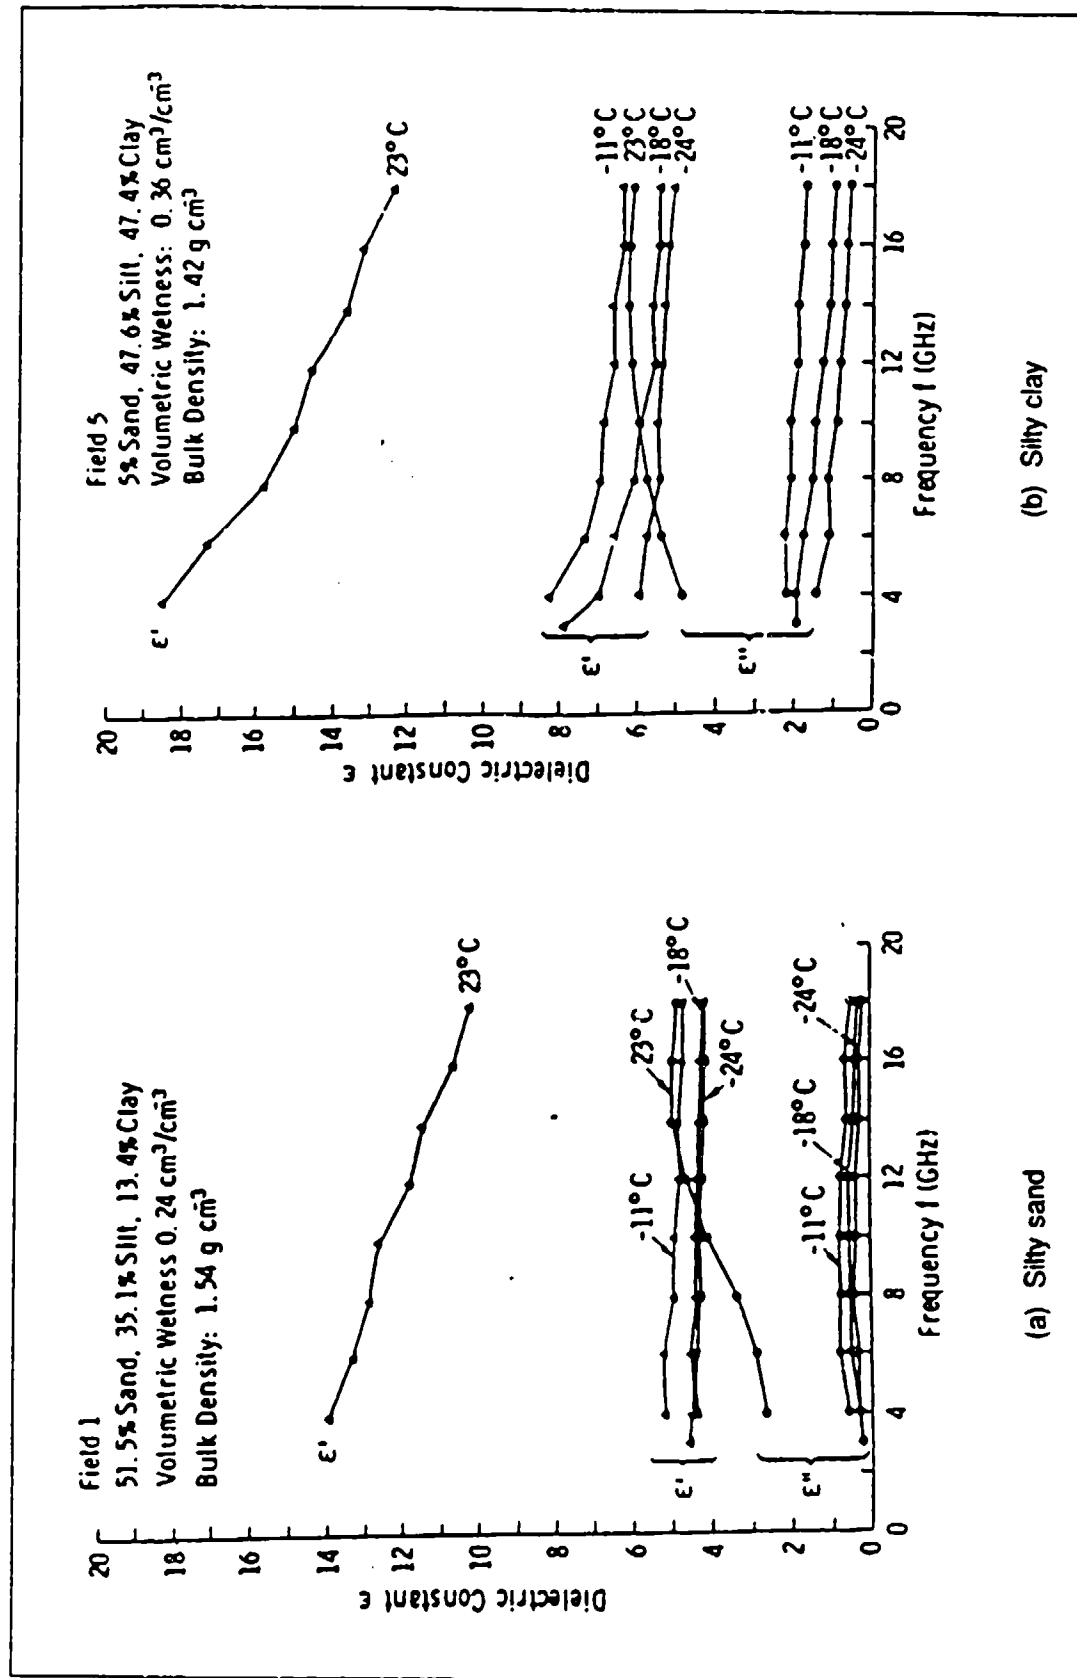 Field 1
51.5% Sand, 35.1% Silt, 13.4% Clay
Volumetric Wetness 0.24 cm³/cm³
Bulk Density: 1.54 g cm³
20
18
16
14
12
10
8
6
4
2
0
Dielectric Constant ε
ε'
23°C
-11°C
23°C
-18°C
-24°C
ε'
ε"
-11°C
-18°C
-24°C
0
4
8
12
16
20
Frequency f (GHz)
(a) Silty sand
Field 5
5% Sand, 47.6% Silt, 47.4% Clay
Volumetric Wetness: 0.36 cm³/cm³
Bulk Density: 1.42 g cm³
20
18
16
14
12
10
8
6
4
2
0
Dielectric Constant ε
ε'
23°C
-11°C
23°C
-18°C
-24°C
ε'
ε"
-11°C
-18°C
-24°C
0
4
8
12
16
20
Frequency f (GHz)
(b) Silty clay